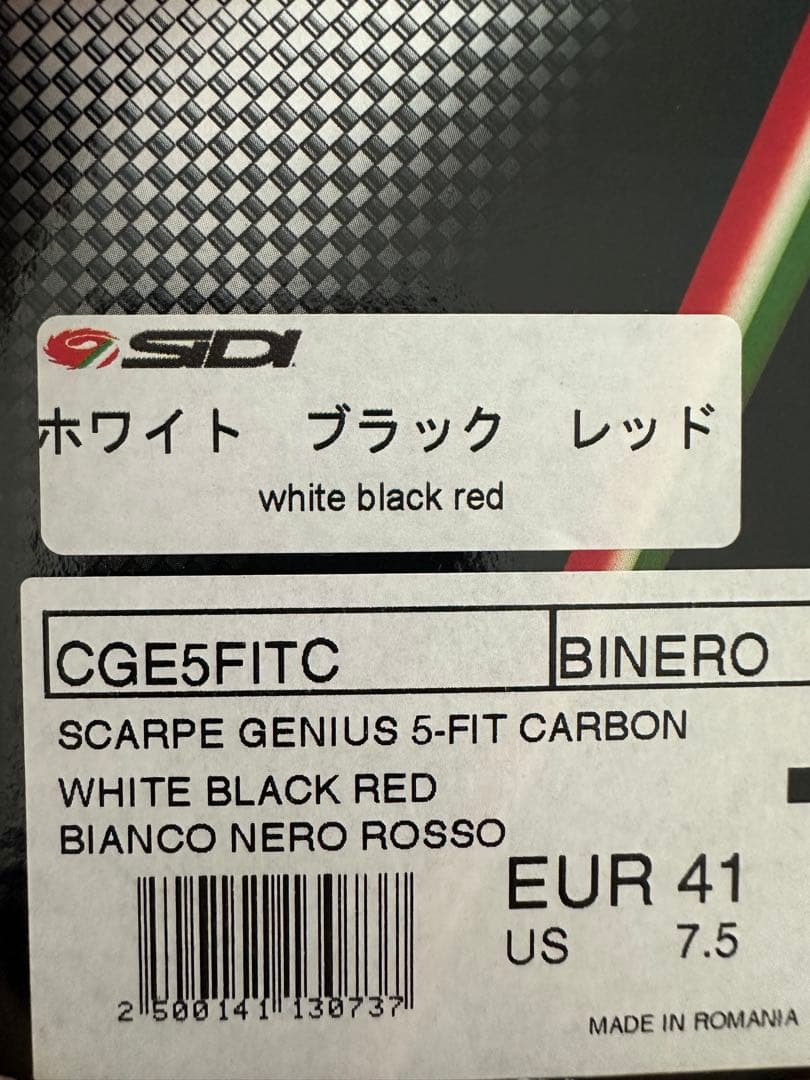 SIDI
ホワイト ブラック レッド
white black red
CGE5FITC BINERO
SCARPE GENIUS 5-FIT CARBON
WHITE BLACK RED
BIANCO NERO ROSSO
EUR 41
US 7.5
2 500141 130737
MADE IN ROMANIA